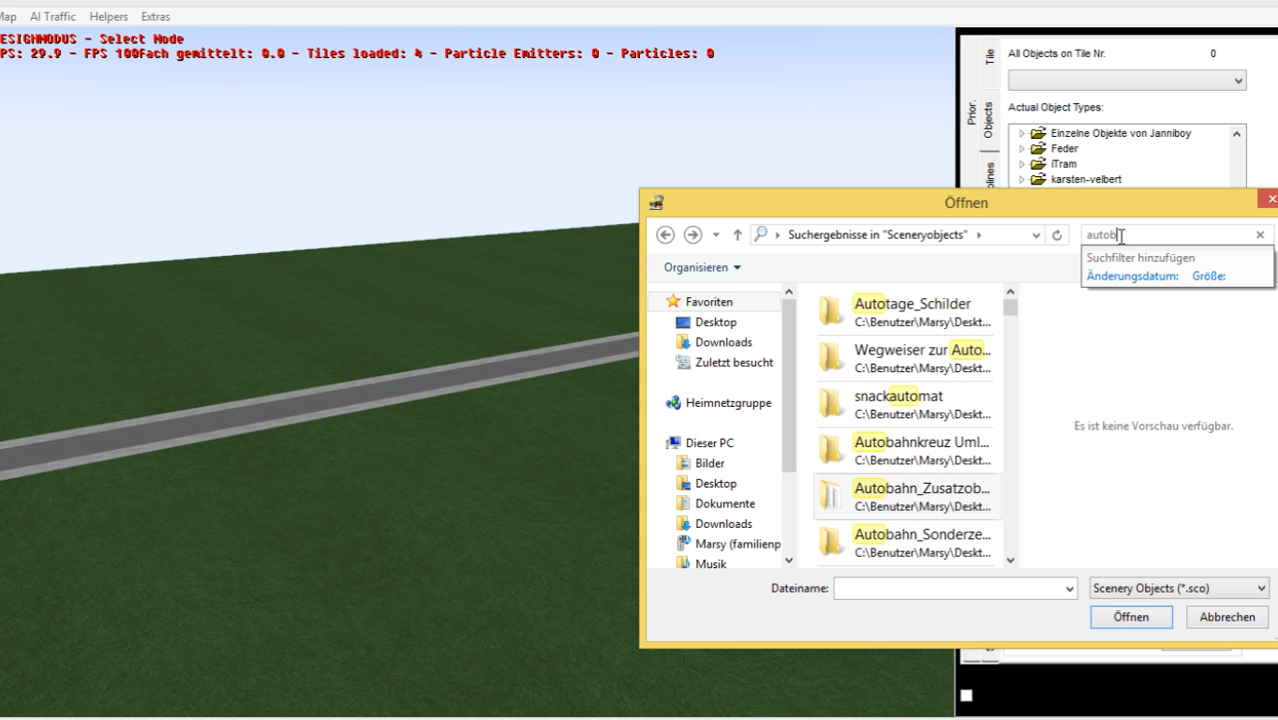 Map AI Traffic Helpers Extras
ESIGNMODUS - Select Mode
PS: 29.9 - FPS 100Fach gemittelt: 0.0 - Tiles loaded: 4 - Particle Emitters: 0 - Particles: 0
Tile
Prior.
Objects
plines
All Objects on Tile Nr. 0
Actual Object Types:
Einzelne Objekte von Janniboy
Feder
iTram
karsten-velbert
Öffnen
Suchergebnisse in "Sceneryobjects"
autob
Suchfilter hinzufügen
Änderungsdatum: Größe:
Organisieren
Favoriten
Desktop
Downloads
Zuletzt besucht
Heimnetzgruppe
Dieser PC
Bilder
Desktop
Dokumente
Downloads
Marsy (familienp
Musik
Autotage_Schilder
C:\Benutzer\Marsy\Deskt...
Wegweiser zur Auto...
C:\Benutzer\Marsy\Deskt...
snackautomat
C:\Benutzer\Marsy\Deskt...
Autobahnkreuz Uml...
C:\Benutzer\Marsy\Deskt...
Autobahn_Zusatzob...
C:\Benutzer\Marsy\Deskt...
Autobahn_Sonderze...
C:\Benutzer\Marsy\Deskt...
Es ist keine Vorschau verfügbar.
Dateiname:
Scenery Objects (*.sco)
Öffnen
Abbrechen